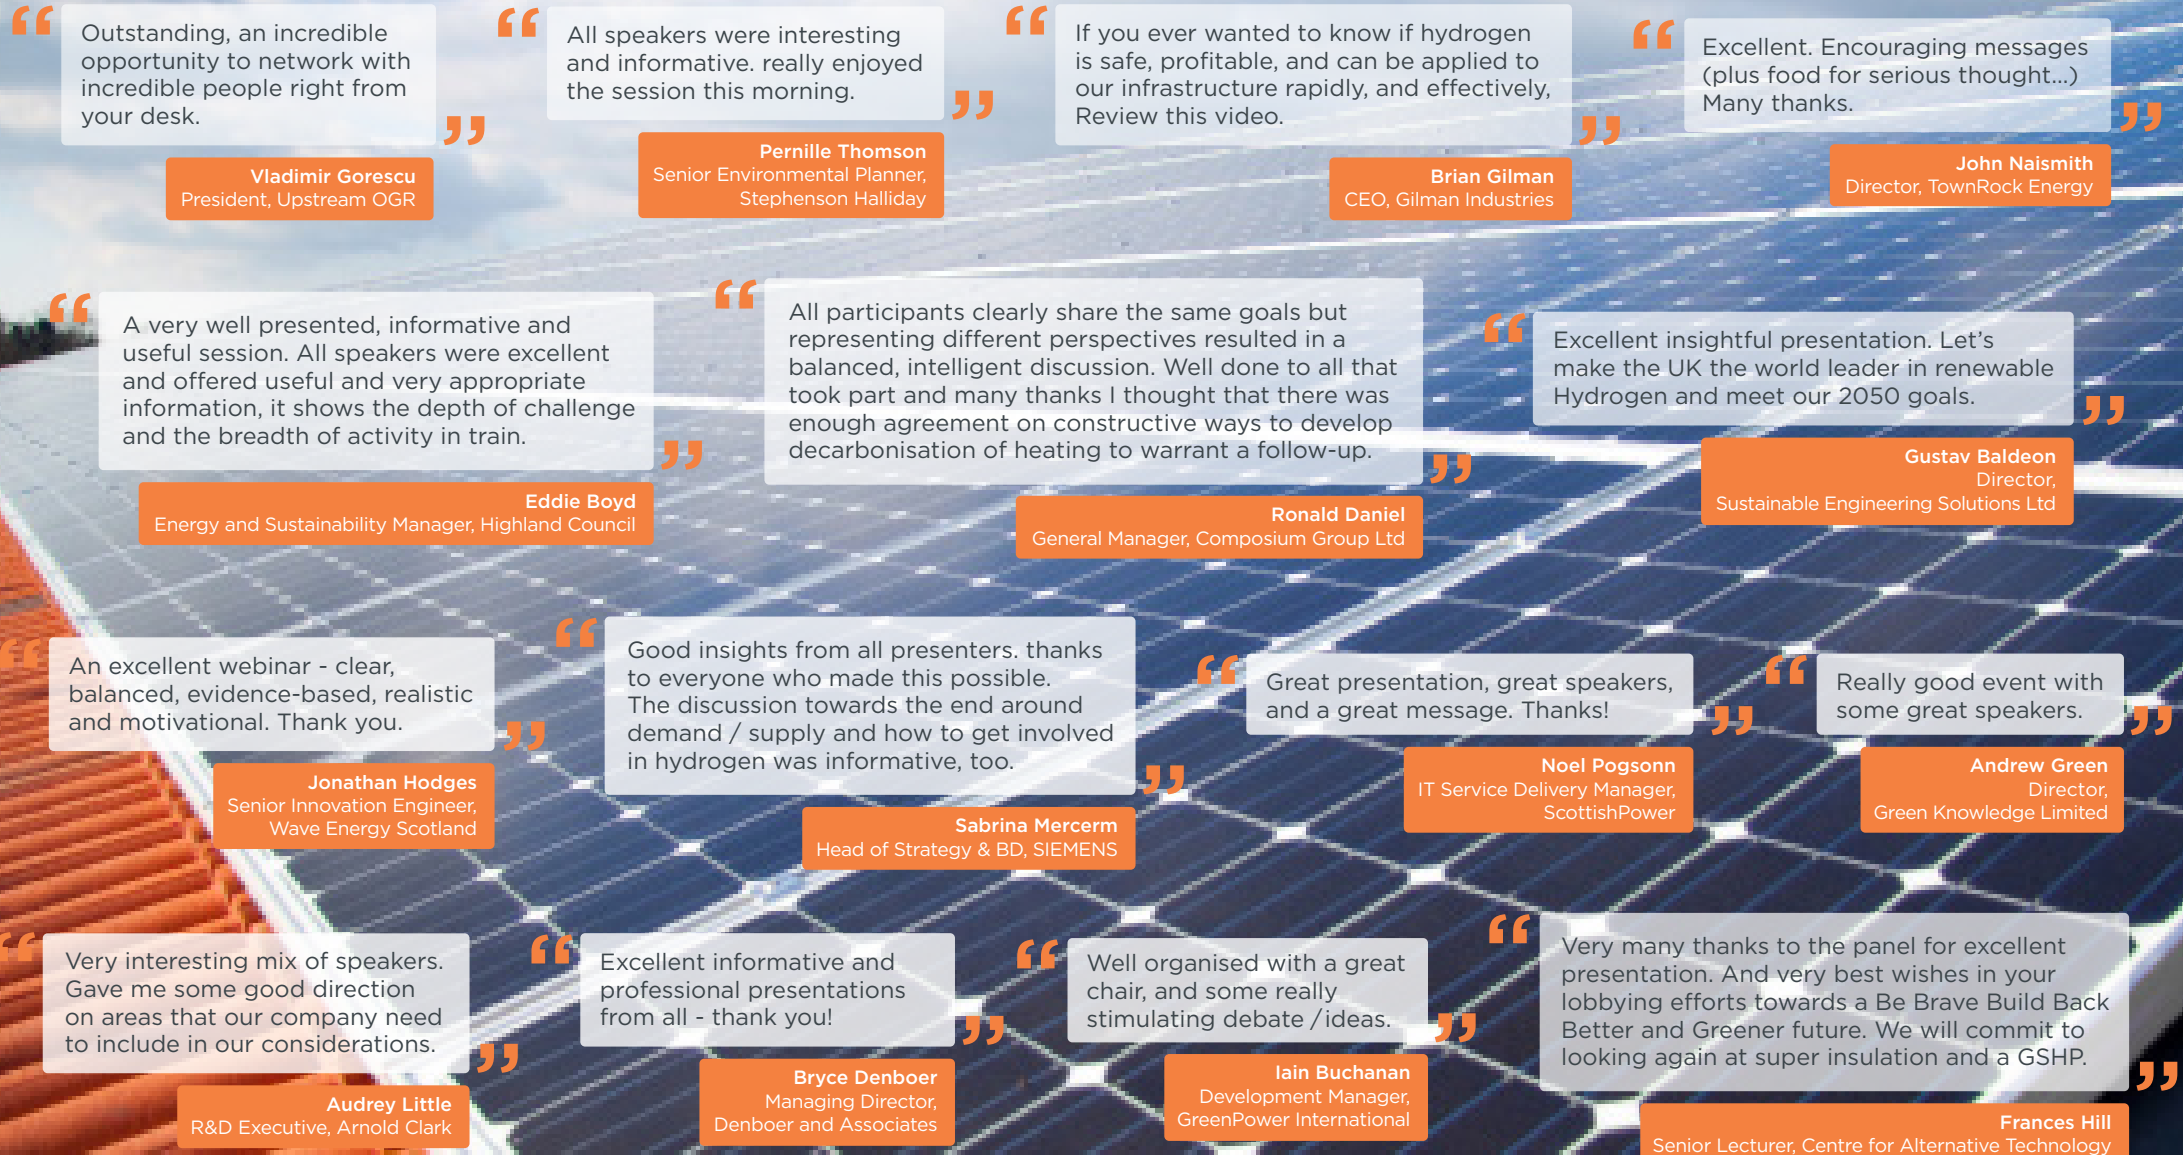 Outstanding, an incredible
opportunity to network with
incredible people right from
your desk.
Vladimir Gorescu
President, Upstream OGR
All speakers were interesting
and informative. really enjoyed
the session this morning.
Pernille Thomson
Senior Environmental Planner,
Stephenson Halliday
If you ever wanted to know if hydrogen
is safe, profitable, and can be applied to
our infrastructure rapidly, and effectively,
Review this video.
Brian Gilman
CEO, Gilman Industries
Excellent. Encouraging messages
(plus food for serious thought...)
Many thanks.
John Naismith
Director, TownRock Energy
A very well presented, informative and
useful session. All speakers were excellent
and offered useful and very appropriate
information, it shows the depth of challenge
and the breadth of activity in train.
Eddie Boyd
Energy and Sustainability Manager, Highland Council
All participants clearly share the same goals but
representing different perspectives resulted in a
balanced, intelligent discussion. Well done to all that
took part and many thanks I thought that there was
enough agreement on constructive ways to develop
decarbonisation of heating to warrant a follow-up.
Ronald Daniel
General Manager, Composium Group Ltd
Excellent insightful presentation. Let’s
make the UK the world leader in renewable
Hydrogen and meet our 2050 goals.
Gustav Baldeon
Director,
Sustainable Engineering Solutions Ltd
An excellent webinar - clear,
balanced, evidence-based, realistic
and motivational. Thank you.
Jonathan Hodges
Senior Innovation Engineer,
Wave Energy Scotland
Good insights from all presenters. thanks
to everyone who made this possible.
The discussion towards the end around
demand / supply and how to get involved
in hydrogen was informative, too.
Sabrina Mercerm
Head of Strategy & BD, SIEMENS
Great presentation, great speakers,
and a great message. Thanks!
Noel Pogsonn
IT Service Delivery Manager,
ScottishPower
Really good event with
some great speakers.
Andrew Green
Director,
Green Knowledge Limited
Very interesting mix of speakers.
Gave me some good direction
on areas that our company need
to include in our considerations.
Audrey Little
R&D Executive, Arnold Clark
Excellent informative and
professional presentations
from all - thank you!
Bryce Denboer
Managing Director,
Denboer and Associates
Well organised with a great
chair, and some really
stimulating debate / ideas.
Iain Buchanan
Development Manager,
GreenPower International
Very many thanks to the panel for excellent
presentation. And very best wishes in your
lobbying efforts towards a Be Brave Build Back
Better and Greener future. We will commit to
looking again at super insulation and a GSHP.
Frances Hill
Senior Lecturer, Centre for Alternative Technology